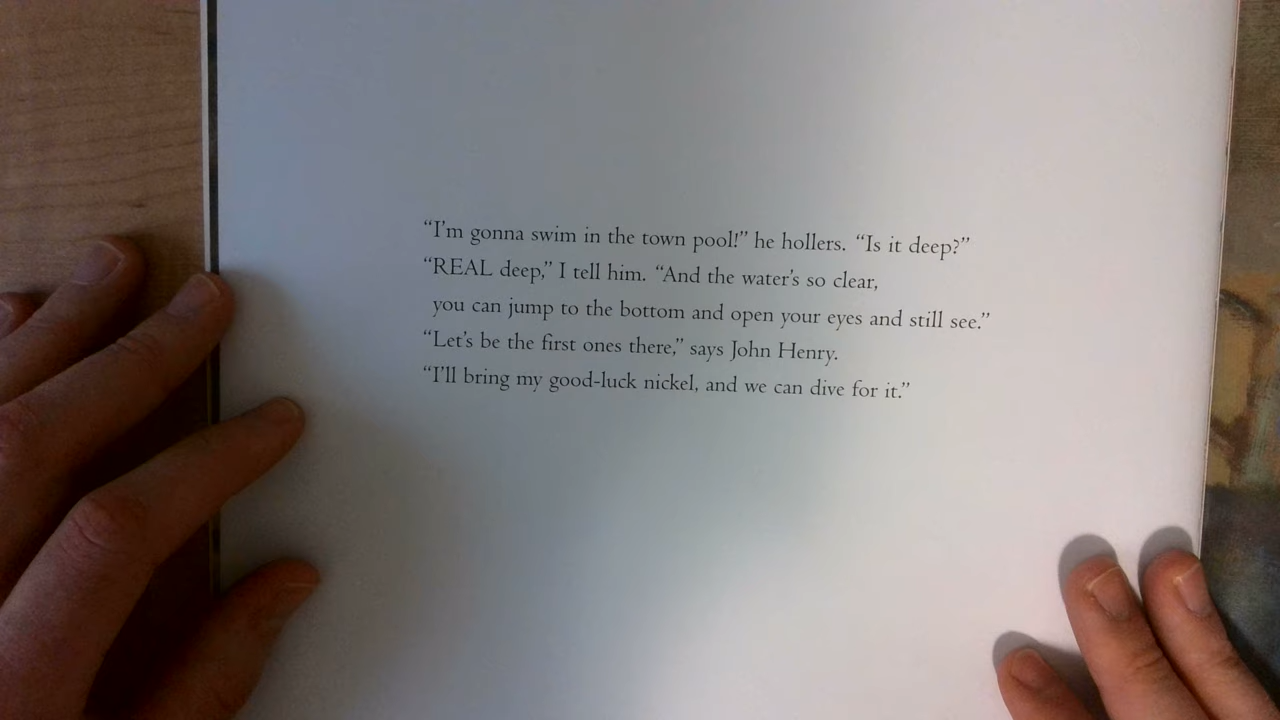 “I’m gonna swim in the town pool!” he hollers. “Is it deep?”
“REAL deep,” I tell him. “And the water’s so clear,
you can jump to the bottom and open your eyes and still see.”
“Let’s be the first ones there,” says John Henry.
“I’ll bring my good-luck nickel, and we can dive for it.”